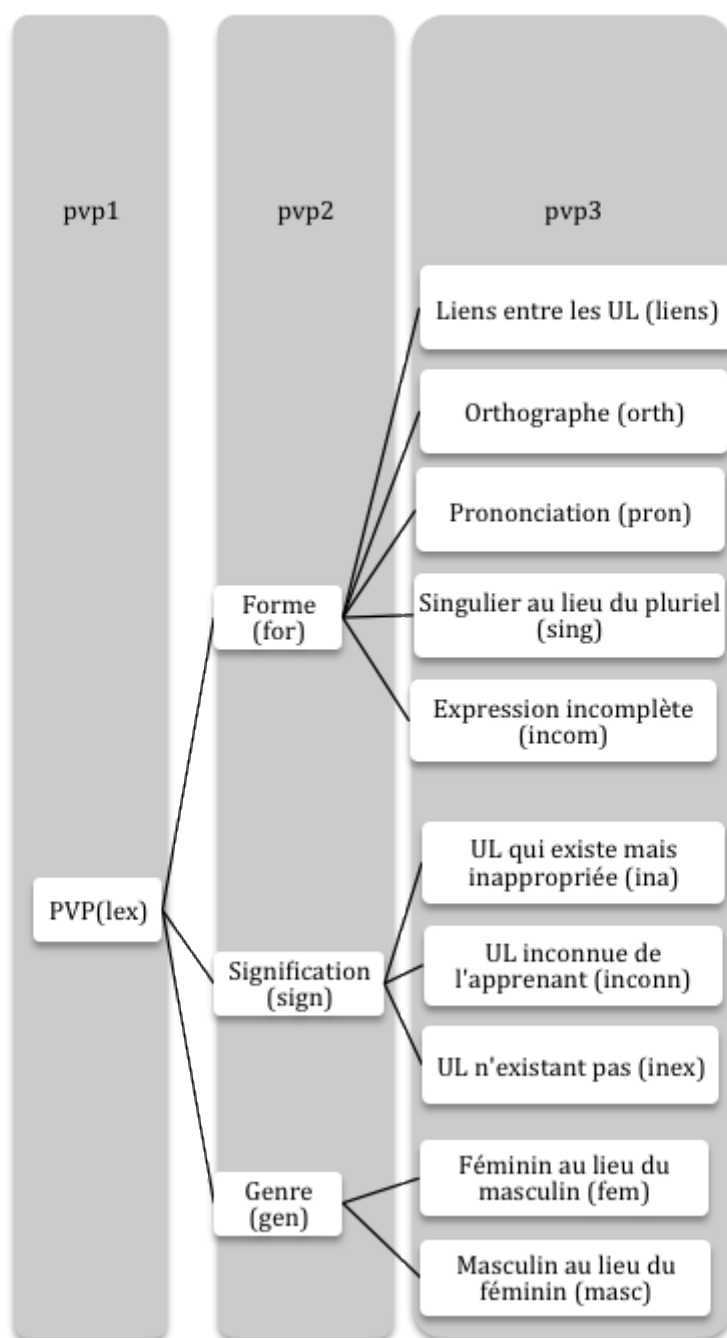 pvp1
pvp2
pvp3
Liens entre les UL (liens)
Orthographe (orth)
Prononciation (pron)
Singulier au lieu du pluriel
(sing)
Expression incomplète
(incom)
Forme
(for)
UL qui existe mais
inappropriée (ina)
UL inconnue de
l'apprenant (inconn)
UL n'existant pas (inex)
PVP(lex)
Signification
(sign)
Féminin au lieu du
masculin (fem)
Masculin au lieu du
féminin (masc)
Genre
(gen)